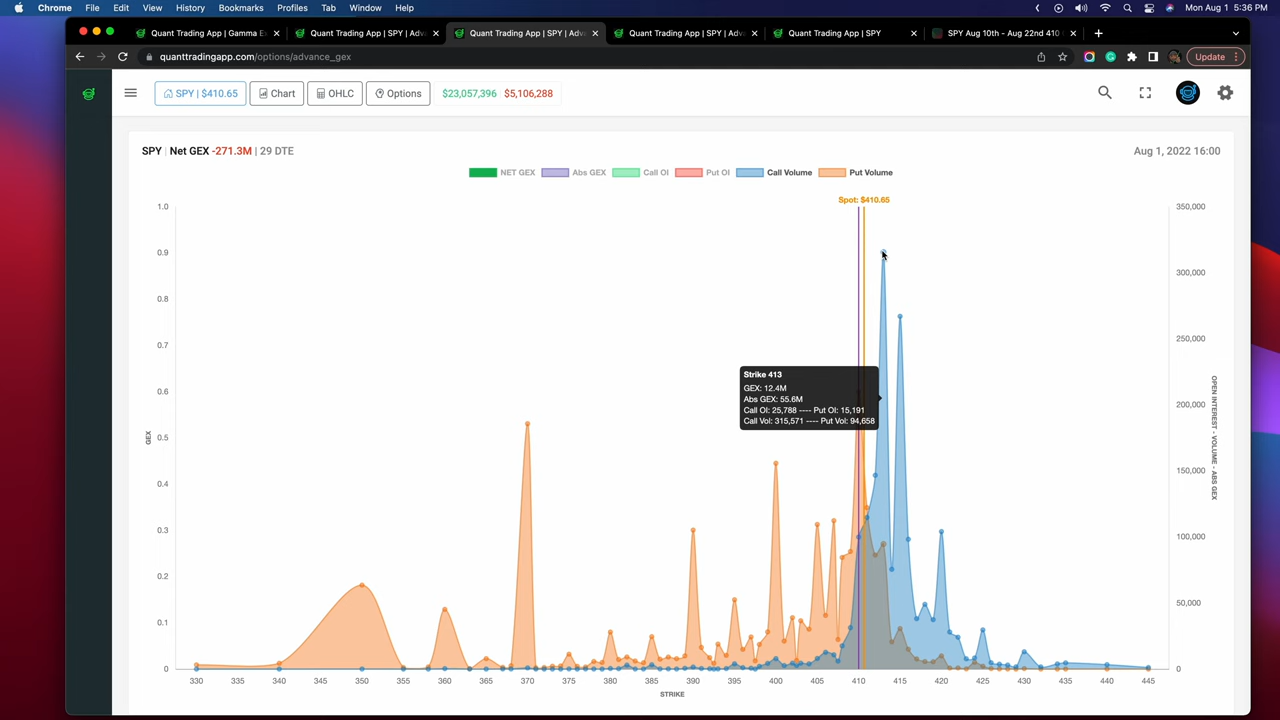 Chrome File Edit View History Bookmarks Profiles Tab Window Help Mon Aug 1 5:36 PM
Quant Trading App | Gamma E Quant Trading App | SPY | Adv Quant Trading App | SPY | Adv Quant Trading App | SPY | Adv Quant Trading App | SPY SPY Aug 10th - Aug 22nd 410
quanttradingapp.com/options/advance_gex Update
SPY | $410.65 Chart OHLC Options $23,057,396 $5,106,288
SPY | Net GEX -271.3M | 29 DTE Aug 1, 2022 16:00
NET GEX Abs GEX Call OI Put OI Call Volume Put Volume
Spot: $410.65
1.0 350,000
0.9
300,000
0.8
0.7 250,000
Strike 413
GEX: 12.4M
0.6
Abs GEX: 55.6M
200,000
Call OI: 25,788 ---- Put OI: 15,191
Call Vol: 315,571 ---- Put Vol: 94,658
GEX
OPEN INTEREST - VOLUME - ABS GEX
0.5
150,000
0.4
0.3 100,000
0.2
50,000
0.1
0 0
330 335 340 345 350 355 360 365 370 375 380 385 390 395 400 405 410 415 420 425 430 435 440 445
STRIKE